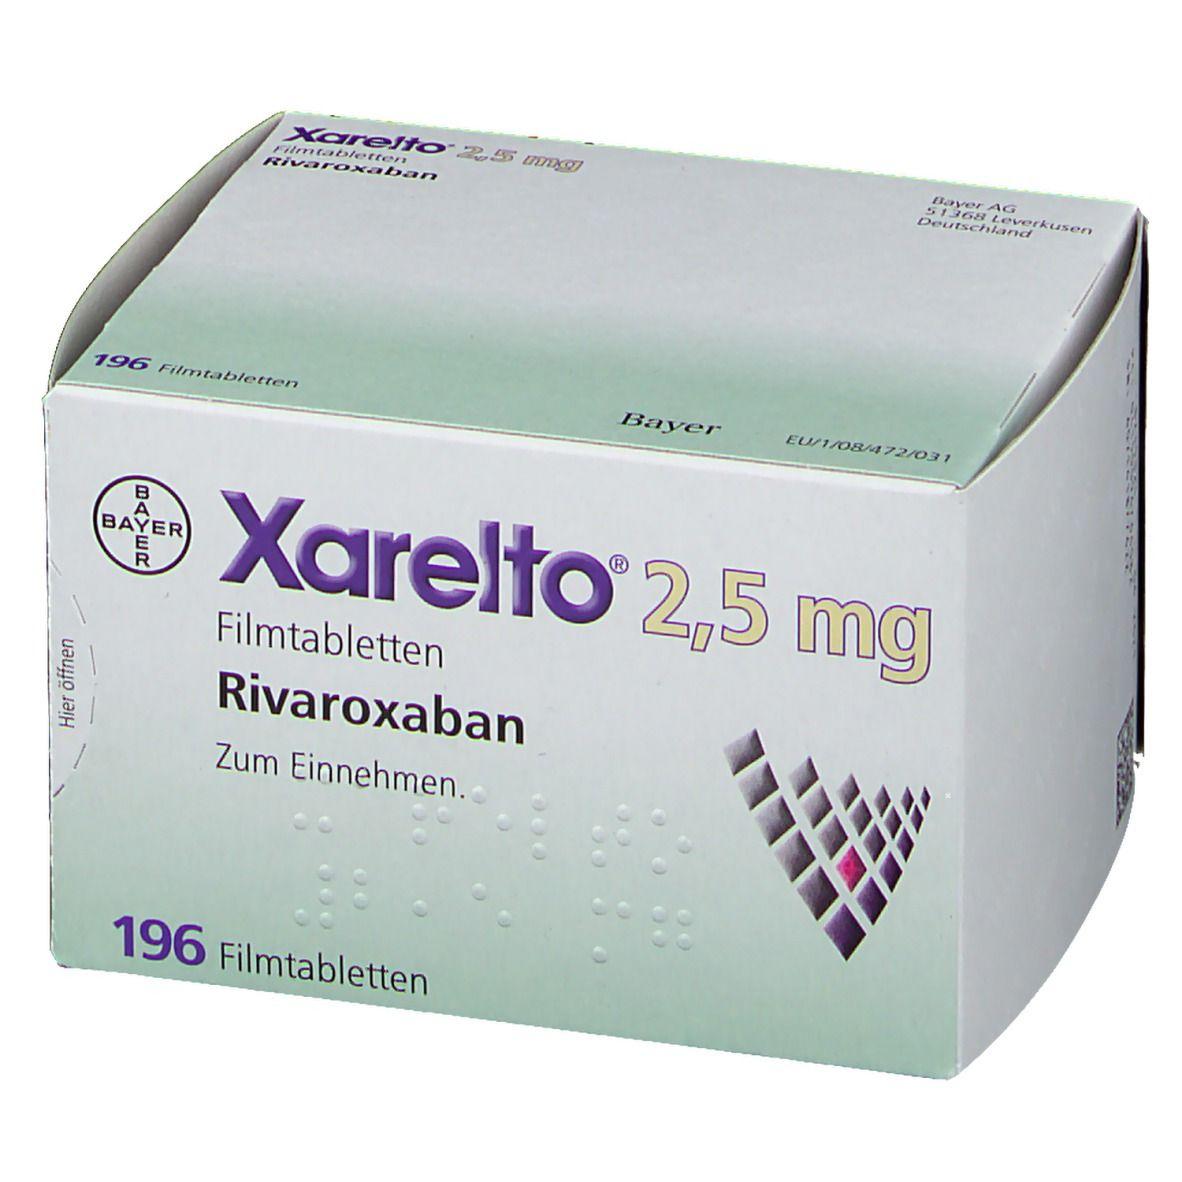 Xarelto® 2,5 mg
Filmtabletten
Rivaroxaban
Bayer AG
51368 Leverkusen
Deutschland
196 Filmtabletten
Bayer
EU/1/08/472/031
BAYER
BAYER
Xarelto® 2,5 mg
Filmtabletten
Rivaroxaban
Zum Einnehmen.
Hier öffnen
196 Filmtabletten